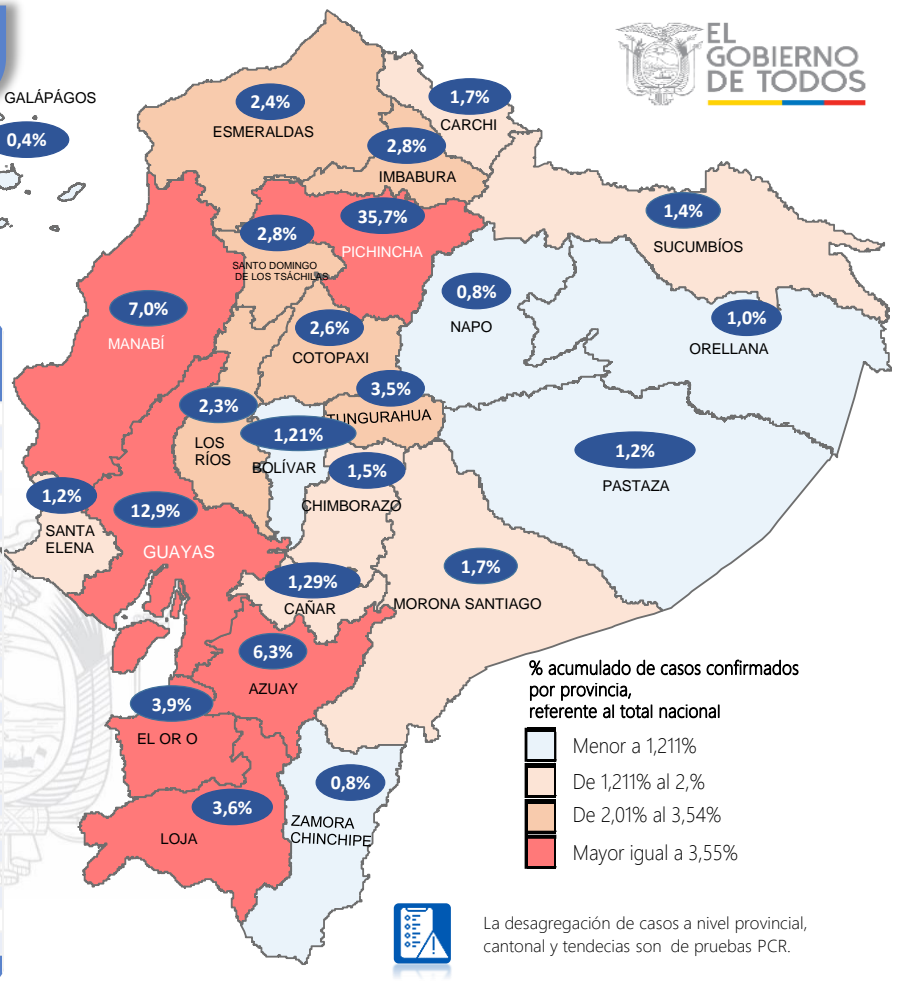 EL
GOBIERNO
DE TODOS
GALÁPÁGOS
0,4%
2,4%
ESMERALDAS
1,7%
CARCHI
2,8%
IMBABURA
35,7%
PICHINCHA
1,4%
SUCUMBÍOS
2,8%
SANTO DOMINGO
DE LOS TSÁCHILAS
7,0%
MANABÍ
0,8%
NAPO
1,0%
ORELLANA
2,6%
COTOPAXI
3,5%
TUNGURAHUA
2,3%
LOS
RÍOS
1,21%
BOLÍVAR
1,2%
PASTAZA
1,5%
CHIMBORAZO
1,2%
SANTA
ELENA
12,9%
GUAYAS
1,29%
CAÑAR
1,7%
MORONA SANTIAGO
6,3%
AZUAY
3,9%
EL OR O
3,6%
LOJA
0,8%
ZAMORA
CHINCHIPE
% acumulado de casos confirmados
por provincia,
referente al total nacional
Menor a 1,211%
De 1,211% al 2,%
De 2,01% al 3,54%
Mayor igual a 3,55%
La desagregación de casos a nivel provincial,
cantonal y tendecias son de pruebas PCR.